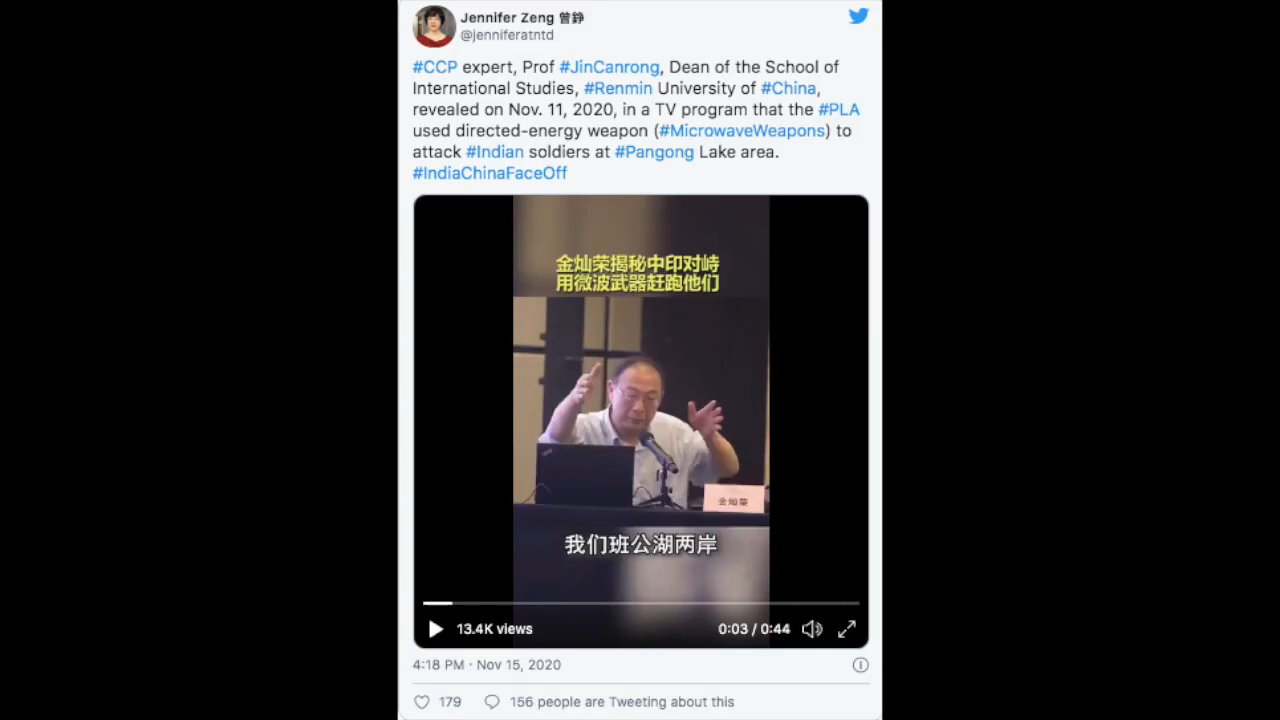 Jennifer Zeng 曾錚
@jenniferatntd
#CCP expert, Prof #JinCanrong, Dean of the School of
International Studies, #Renmin University of #China,
revealed on Nov. 11, 2020, in a TV program that the #PLA
used directed-energy weapon (#MicrowaveWeapons) to
attack #Indian soldiers at #Pangong Lake area.
#IndiaChinaFaceOff
金灿荣揭秘中印对峙
用微波武器赶跑他们
金灿荣
我们班公湖两岸
13.4K views
0:03 / 0:44
4:18 PM · Nov 15, 2020
179
156 people are Tweeting about this